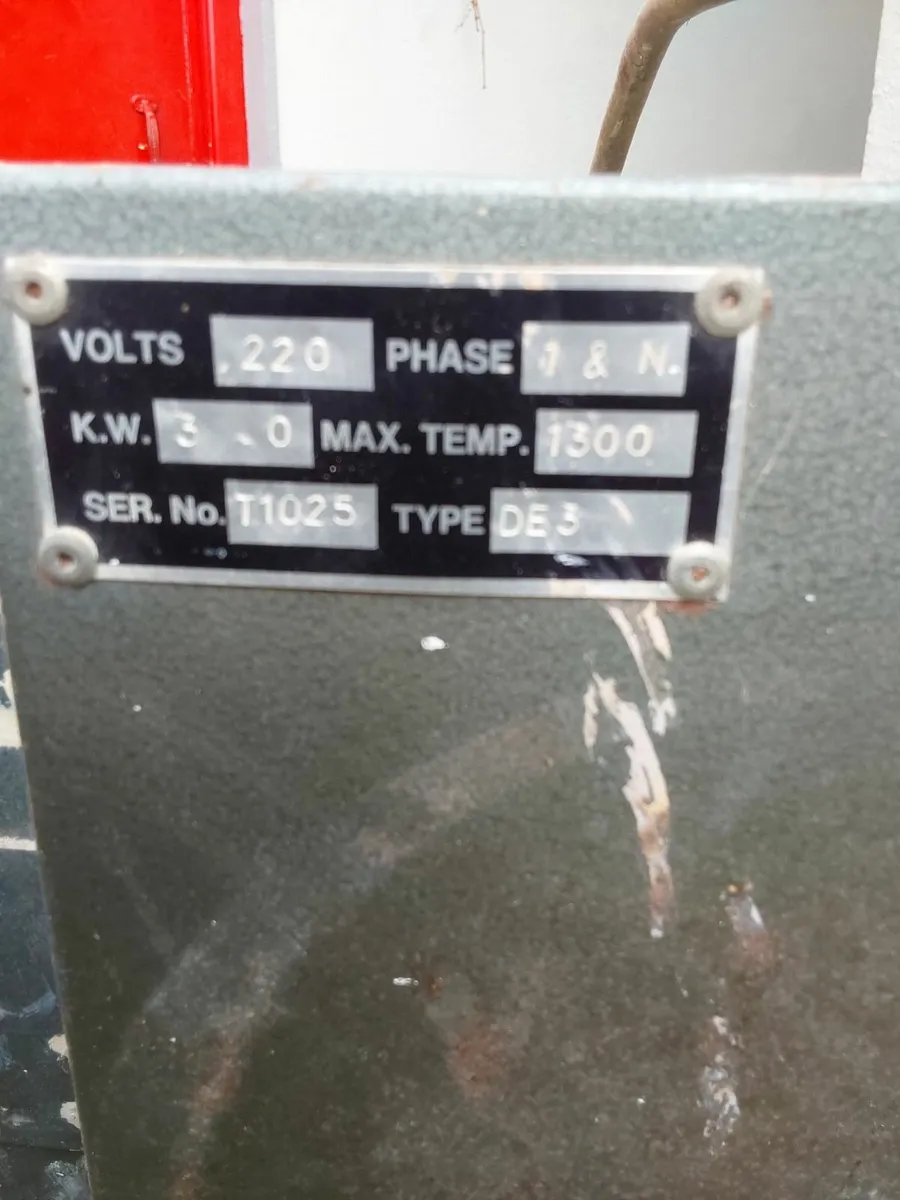 VOLTS 220 PHASE 1 & N.
K.W. 3.0 MAX. TEMP. 1300
SER. No. T1025 TYPE DE3